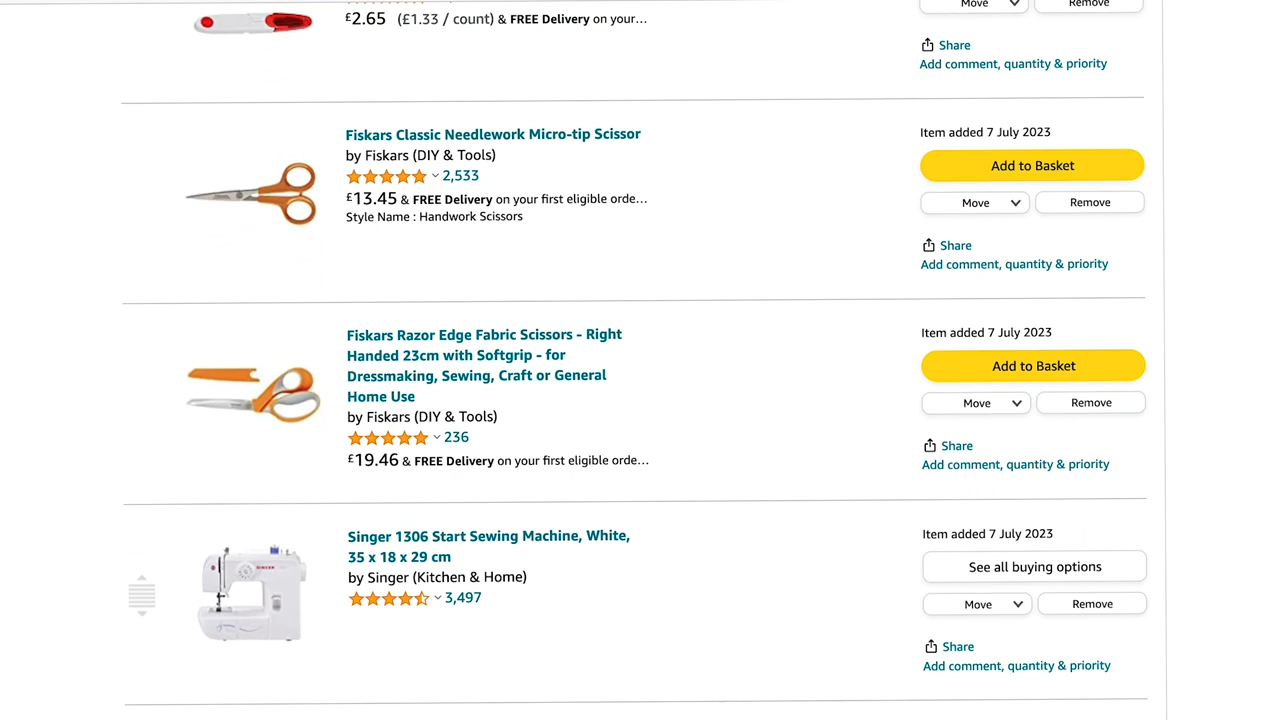 £2.65 (£1.33 / count) & FREE Delivery on your…
Move Remove
Share
Add comment, quantity & priority
Fiskars Classic Needlework Micro-tip Scissor
by Fiskars (DIY & Tools)
2,533
£13.45 & FREE Delivery on your first eligible orde…
Style Name : Handwork Scissors
Item added 7 July 2023
Add to Basket
Move Remove
Share
Add comment, quantity & priority
Fiskars Razor Edge Fabric Scissors - Right
Handed 23cm with Softgrip - for
Dressmaking, Sewing, Craft or General
Home Use
by Fiskars (DIY & Tools)
236
£19.46 & FREE Delivery on your first eligible orde…
Item added 7 July 2023
Add to Basket
Move Remove
Share
Add comment, quantity & priority
Singer 1306 Start Sewing Machine, White,
35 x 18 x 29 cm
by Singer (Kitchen & Home)
3,497
SINGER
Item added 7 July 2023
See all buying options
Move Remove
Share
Add comment, quantity & priority